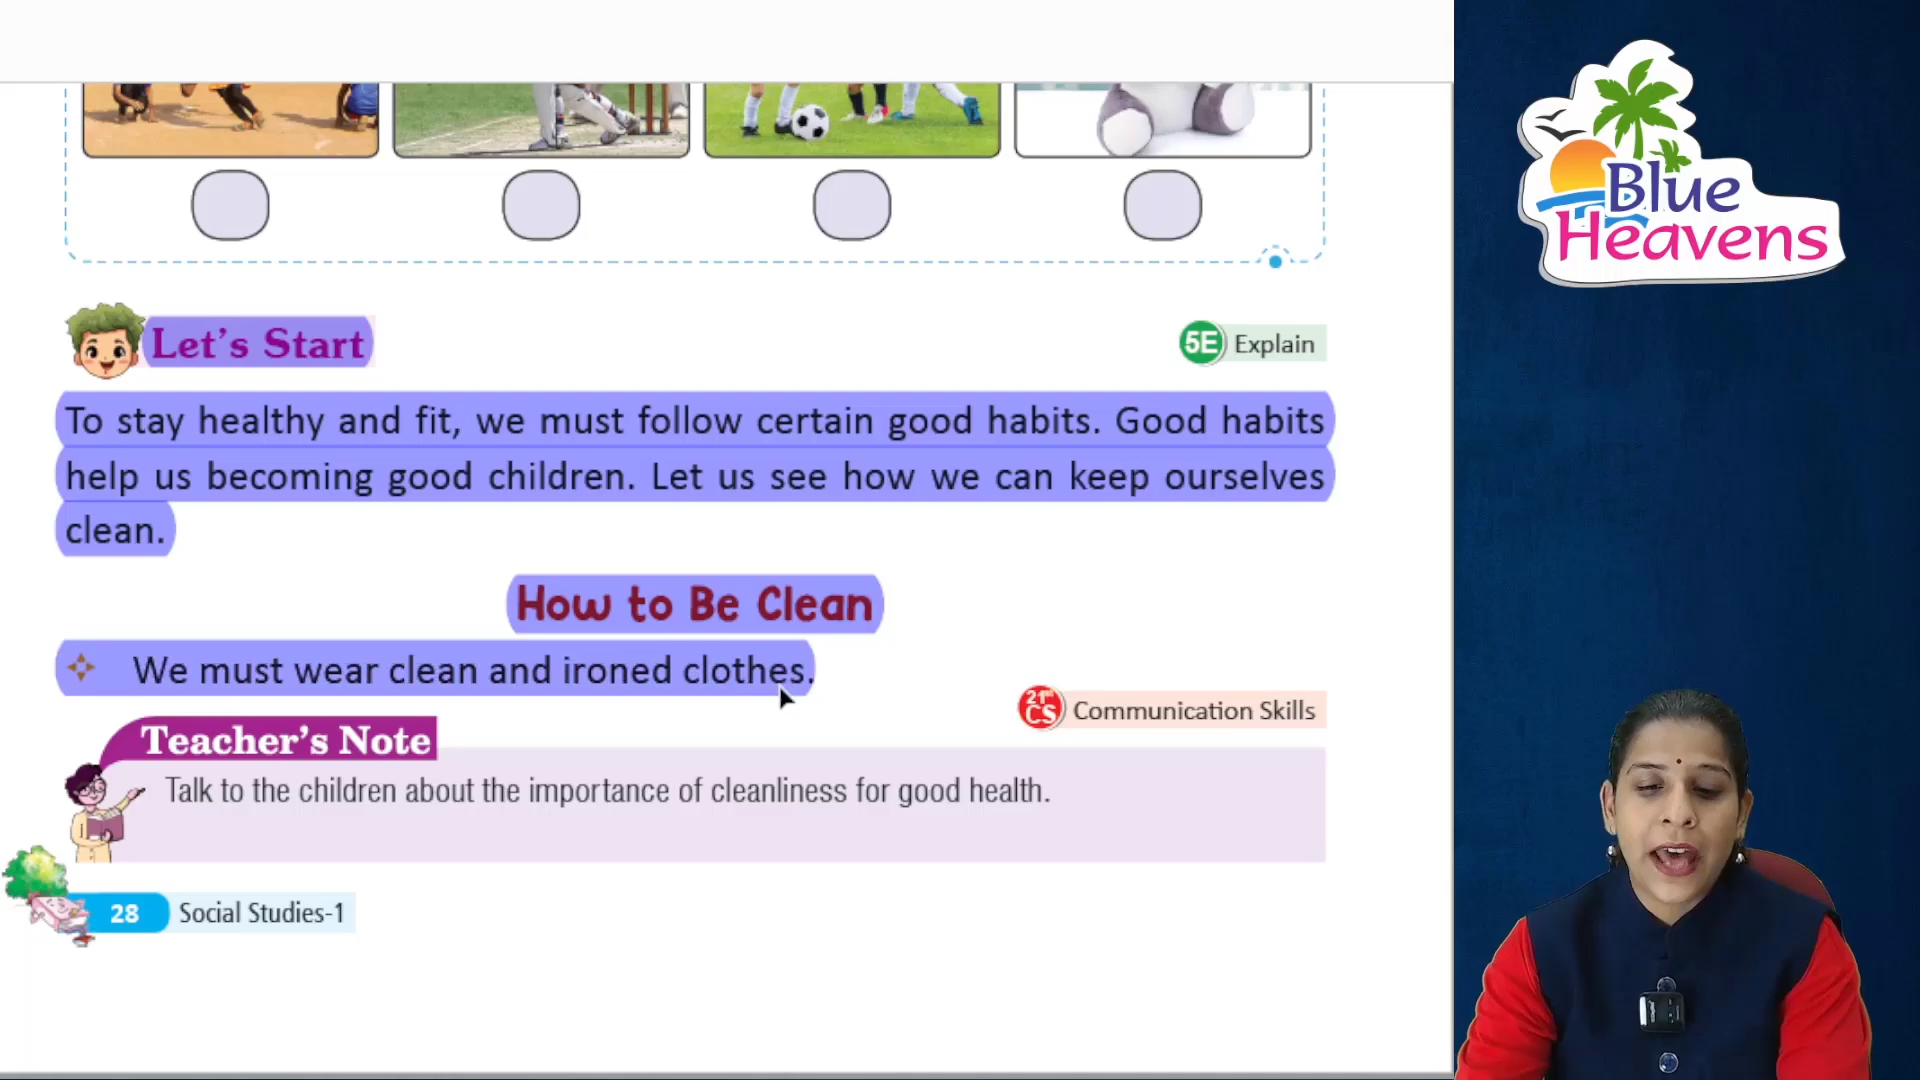 Blue
Heavens
Let's Start
5E Explain
To stay healthy and fit, we must follow certain good habits. Good habits
help us becoming good children. Let us see how we can keep ourselves
clean.
How to Be Clean
We must wear clean and ironed clothes.
21st CS Communication Skills
Teacher's Note
Talk to the children about the importance of cleanliness for good health.
28 Social Studies-1